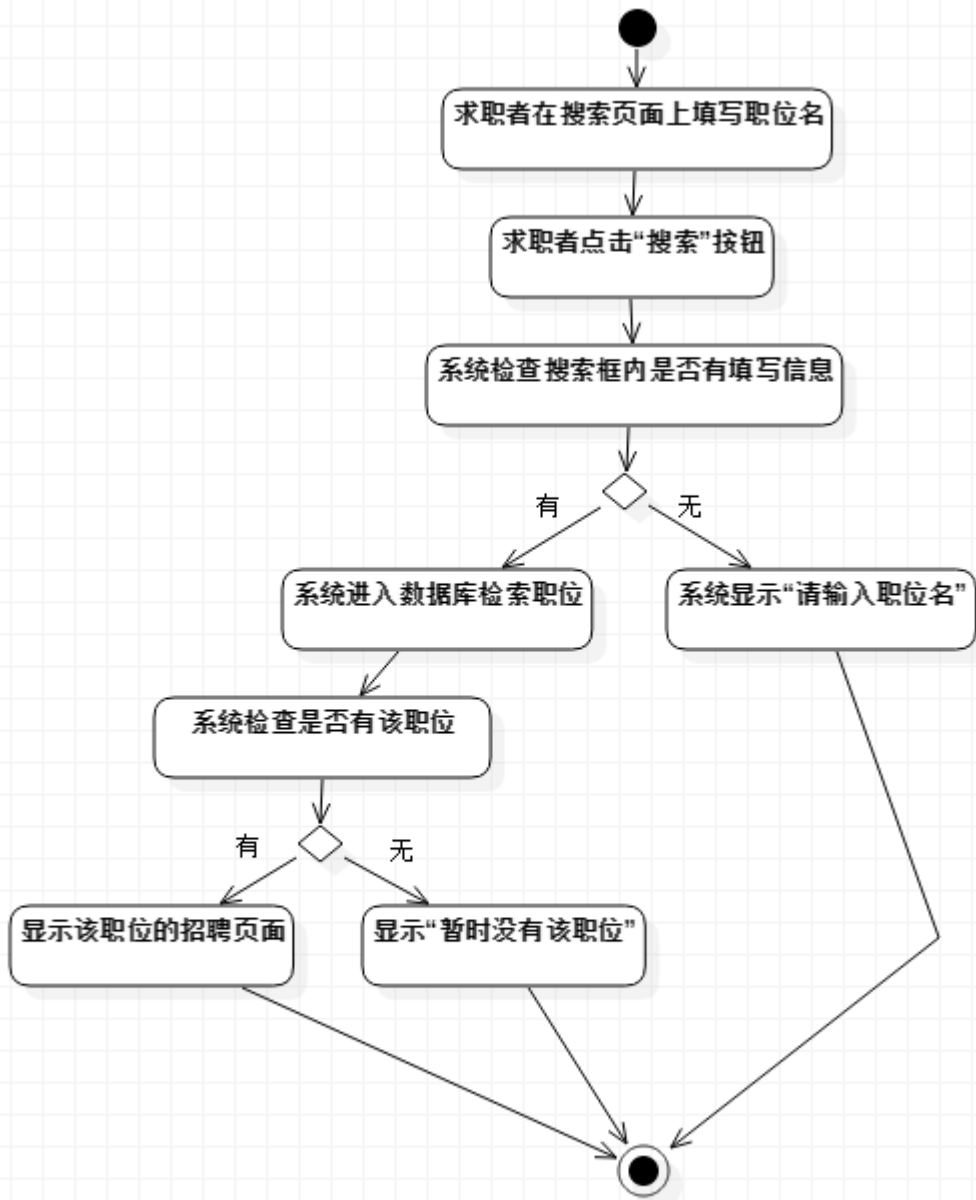 求职者在搜索页面上填写职位名
求职者点击“搜索”按钮
系统检查搜索框内是否有填写信息
有
无
系统进入数据库检索职位
系统显示“请输入职位名”
系统检查是否有该职位
有
无
显示该职位的招聘页面
显示“暂时没有该职位”